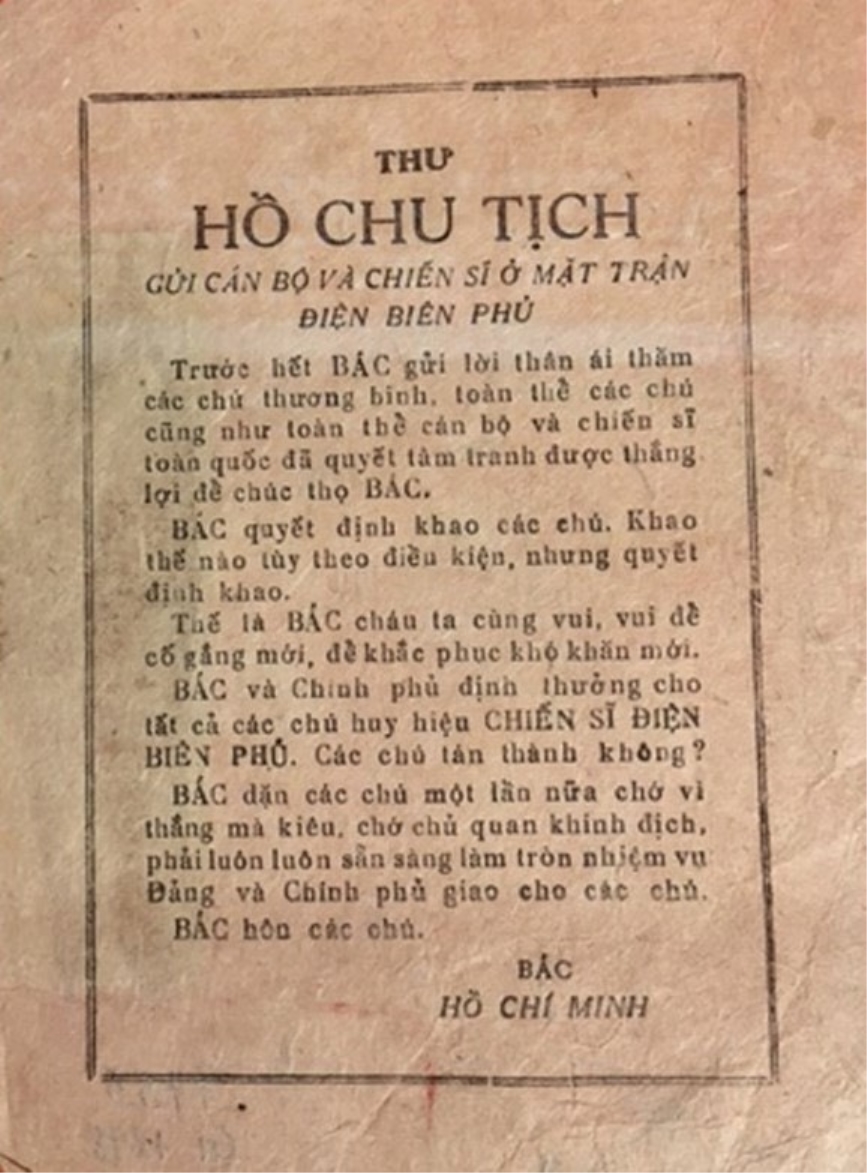 THƯ
HỒ CHU TỊCH
GỬI CÁN BỘ VÀ CHIẾN SĨ Ở MẶT TRẬN
ĐIỆN BIÊN PHỦ
Trước hết BÁC gửi lời thân ái thăm
các chú thương binh, toàn thể các chú
cũng như toàn thể cán bộ và chiến sĩ
toàn quốc đã quyết tâm tranh được thắng
lợi để chúc thọ BÁC.
BÁC quyết định khao các chú. Khao
thế nào tùy theo điều kiện, nhưng quyết
định khao.
Thế là BÁC cháu ta cùng vui, vui để
cố gắng mới, để khắc phục khó khăn mới.
BÁC và Chính phủ định thưởng cho
tất cả các chú huy hiệu CHIẾN SĨ ĐIỆN
BIÊN PHỦ. Các chú tán thành không?
BÁC dặn các chú một lần nữa chớ vì
thắng mà kiêu, chớ chủ quan khinh địch,
phải luôn luôn sẵn sàng làm tròn nhiệm vụ
Đảng và Chính phủ giao cho các chú.
BÁC hôn các chú.
BÁC
HỒ CHÍ MINH